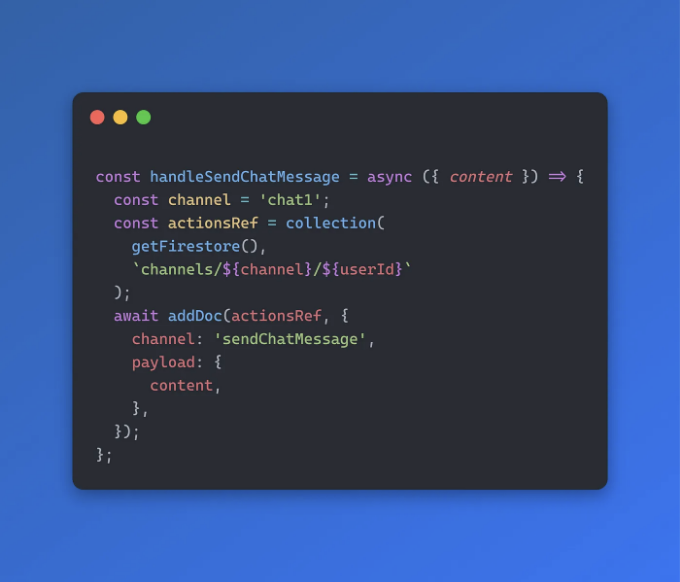 const handleSendChatMessage = async ({ content }) => {
  const channel = 'chat1';
  const actionsRef = collection(
    getFirestore(),
    `channels/${channel}/${userId}`
  );
  await addDoc(actionsRef, {
    channel: 'sendChatMessage',
    payload: {
      content,
    },
  });
};